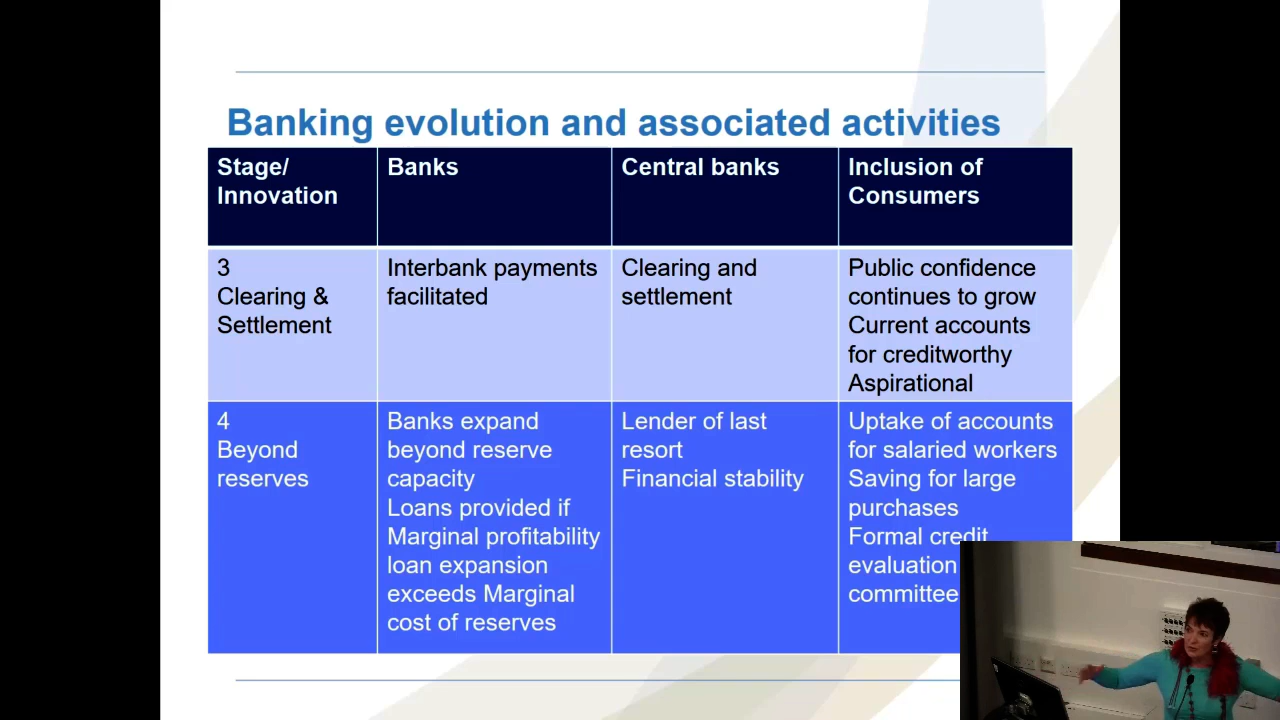 Banking evolution and associated activities
Stage/
Innovation
Banks
Central banks
Inclusion of
Consumers
3
Clearing &
Settlement
Interbank payments
facilitated
Clearing and
settlement
Public confidence
continues to grow
Current accounts
for creditworthy
Aspirational
4
Beyond
reserves
Banks expand
beyond reserve
capacity
Loans provided if
Marginal profitability
loan expansion
exceeds Marginal
cost of reserves
Lender of last
resort
Financial stability
Uptake of accounts
for salaried workers
Saving for large
purchases
Formal credit
evaluation
committee